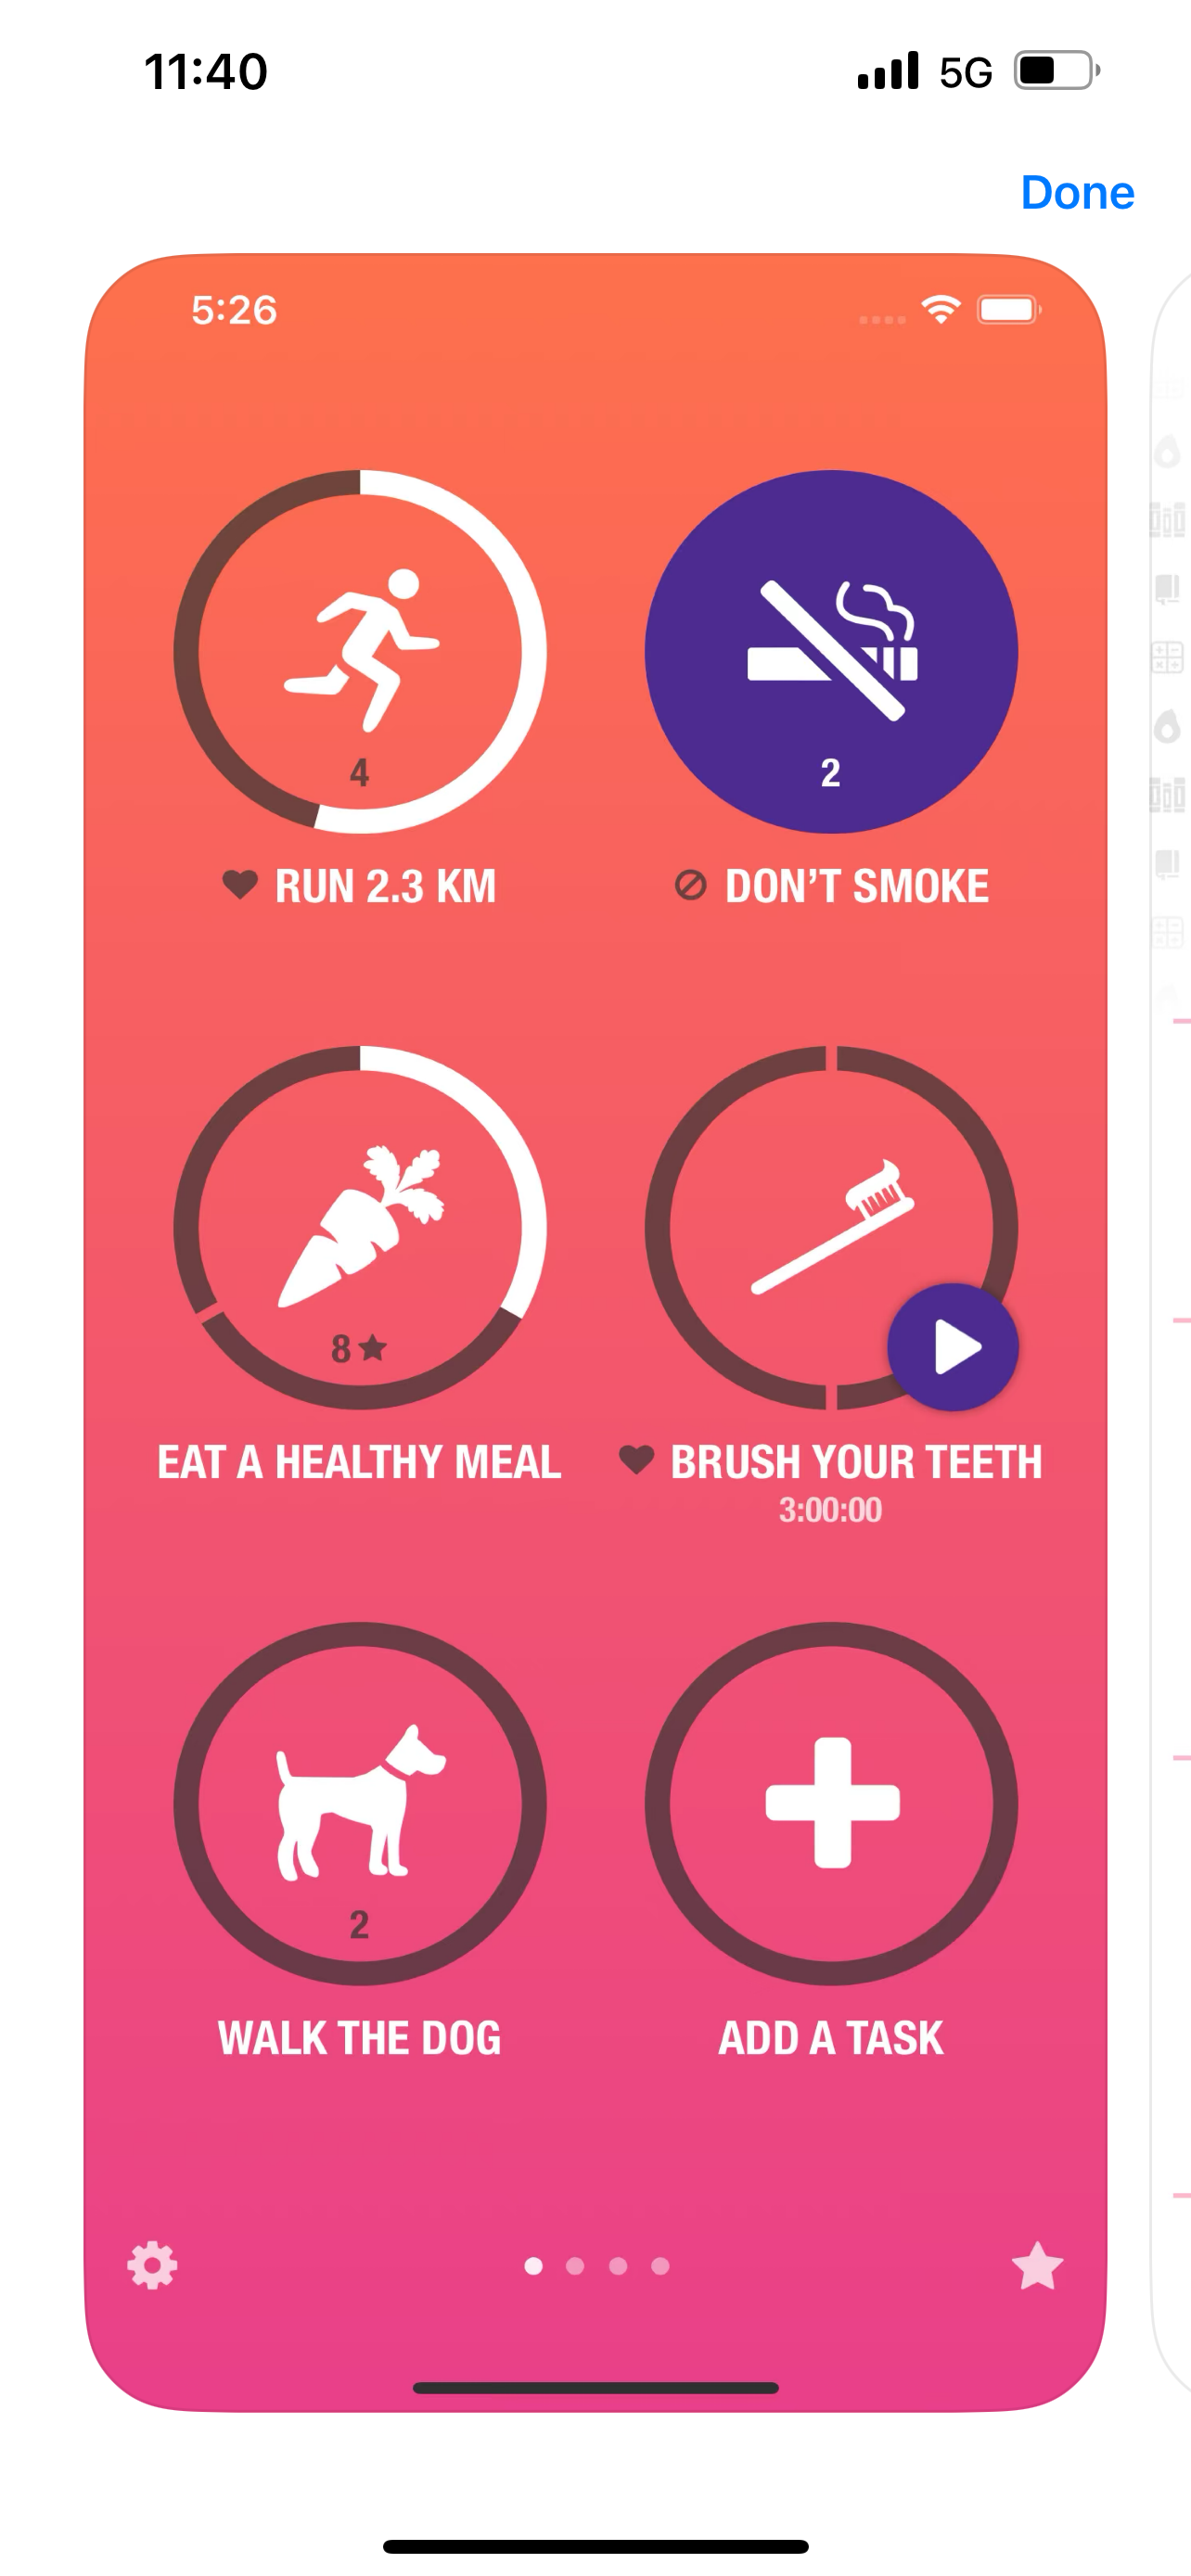 11:40 5G
Done
5:26
4 2
RUN 2.3 KM DON’T SMOKE
8
EAT A HEALTHY MEAL BRUSH YOUR TEETH
3:00:00
2
WALK THE DOG ADD A TASK